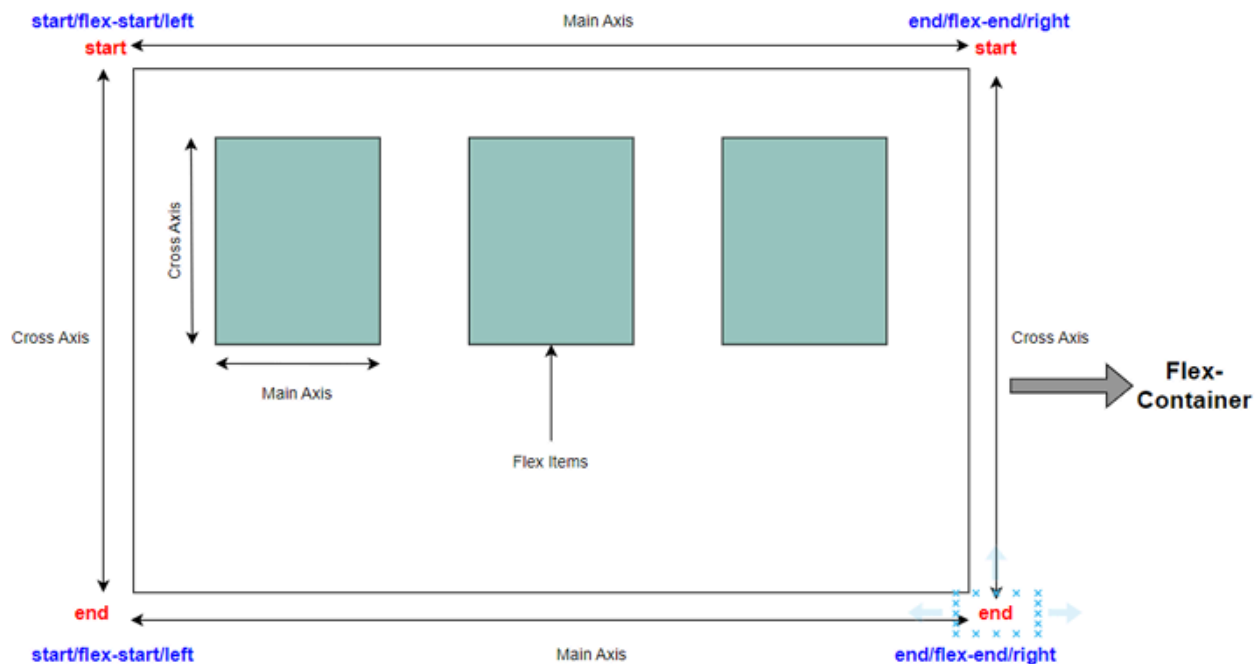 start/flex-start/left
Main Axis
end/flex-end/right
start
start
Cross Axis
Cross Axis
Cross Axis
Main Axis
Flex-
Container
Flex Items
end
end
start/flex-start/left
Main Axis
end/flex-end/right